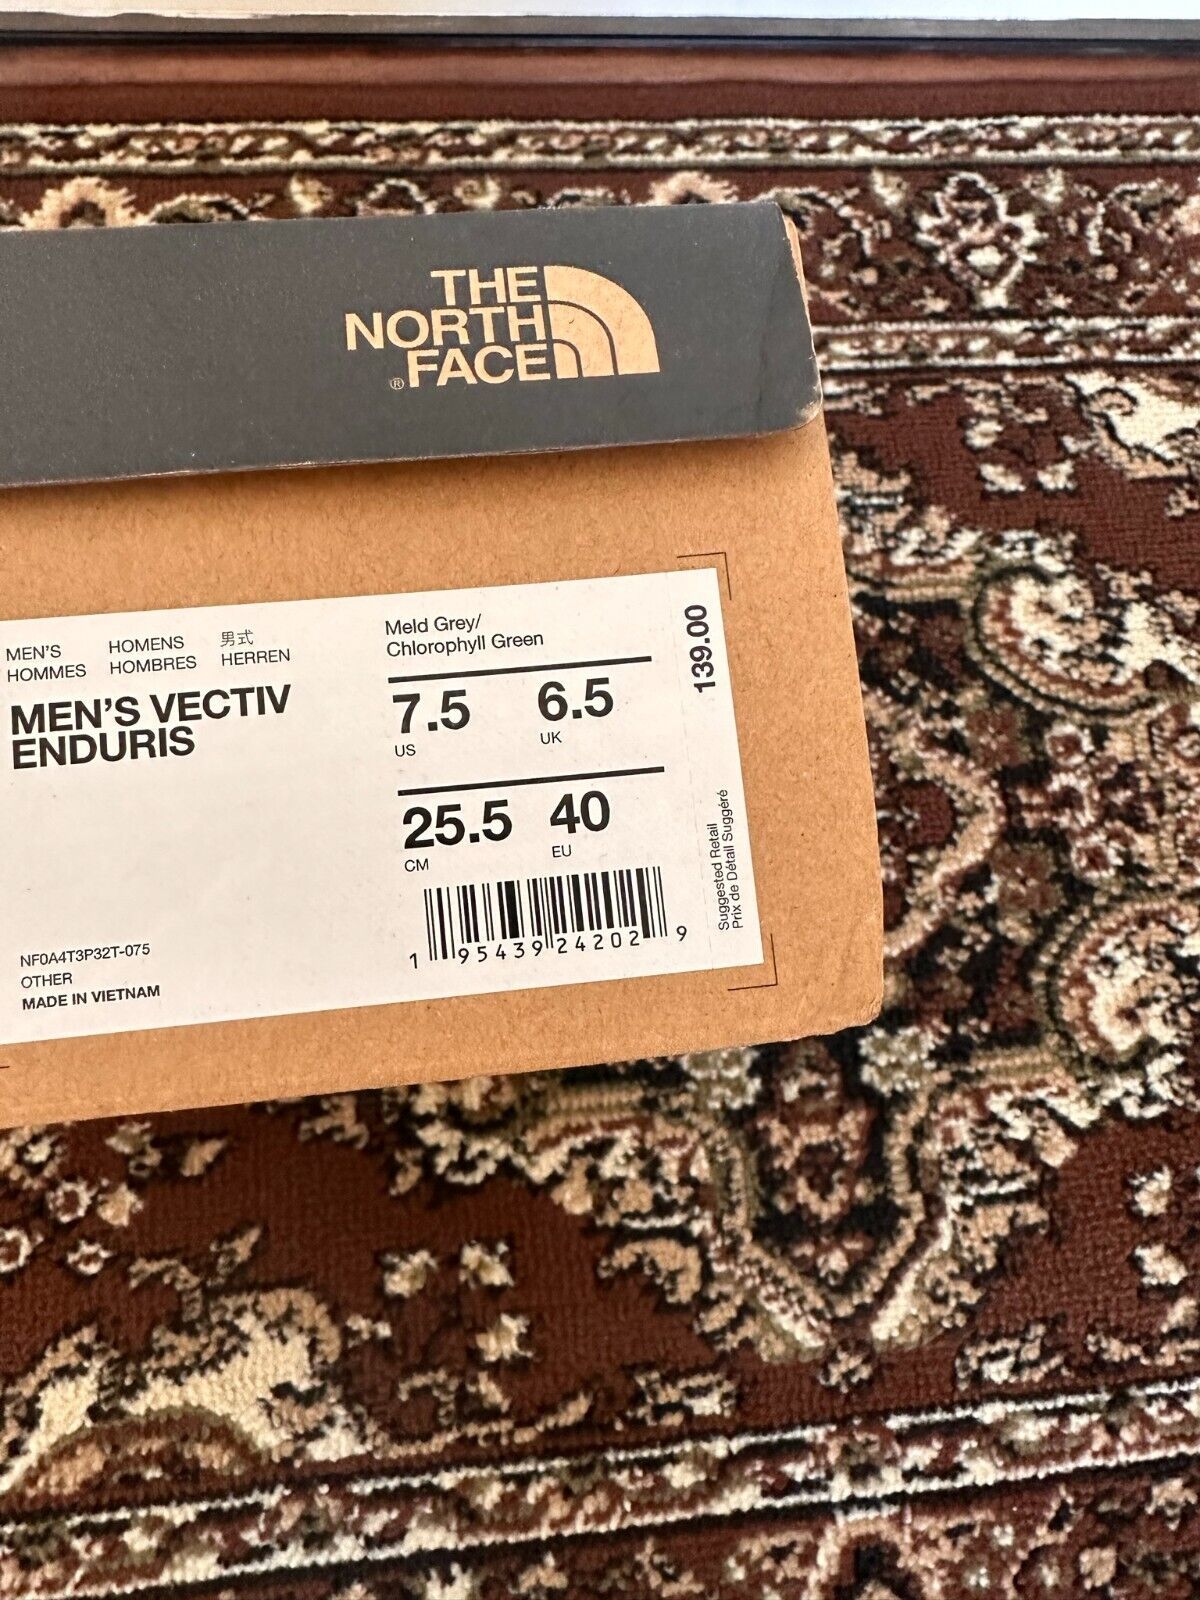 THE
NORTH
® FACE
MEN'S HOMENS 男式
HOMMES HOMBRES HERREN
MEN'S VECTIV
ENDURIS
NF0A4T3P32T-075
OTHER
MADE IN VIETNAM
Meld Grey/
Chlorophyll Green
7.5 6.5
US UK
25.5 40
CM EU
1 95439 24202 9
139.00
Suggested Retail
Prix de Détail Suggéré